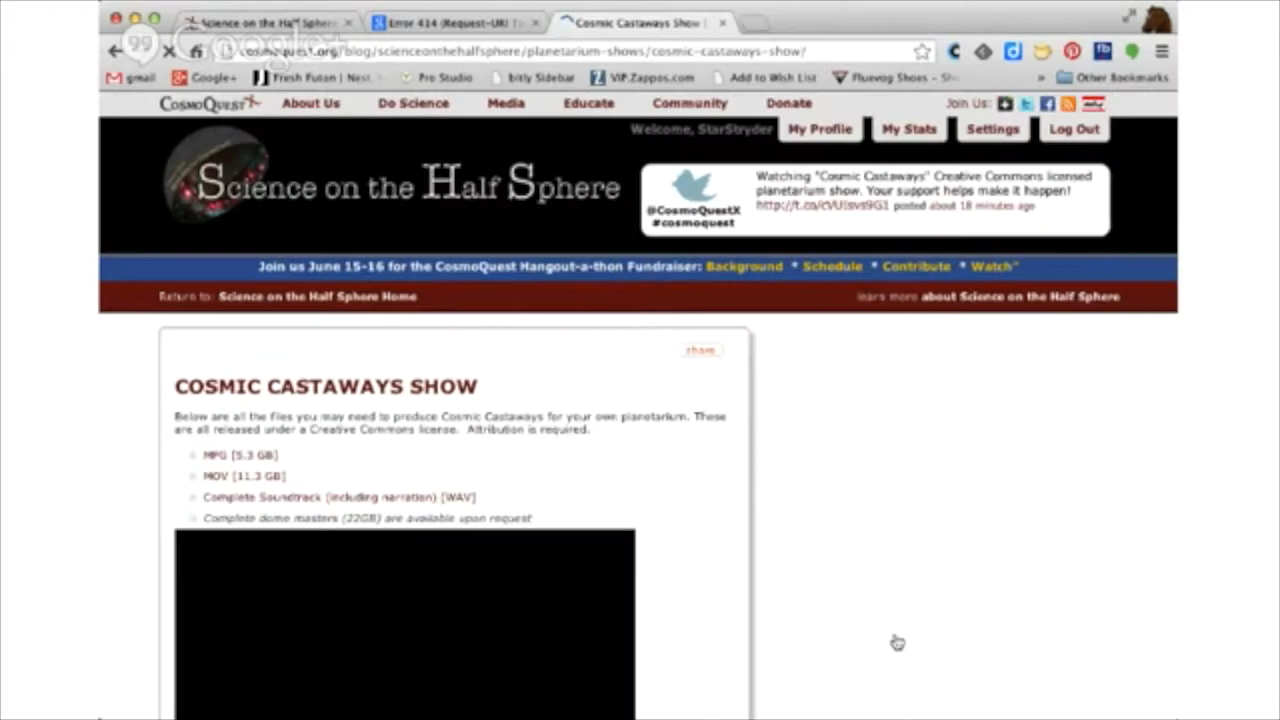 Science on the Half Sphere
Error 414 (Request-URI
Cosmic Castaways Show |
Google+
cosmoquest.org/blog/scienceonthehalfsphere/planetarium-shows/cosmic-castaways-show/
gmail Google+ Fresh Futan | Next. Pro Studio bitly Sidebar VIP.Zappos.com Add to Wish List Fluevog Shoes - » Other Bookmarks
COSMOQUEST About Us Do Science Media Educate Community Donate Join Us:
Welcome, StarStryder My Profile My Stats Settings Log Out
Science on the Half Sphere
Watching "Cosmic Castaways" Creative Commons licensed
planetarium show. Your support helps make it happen!
posted about 18 minutes ago
@CosmoQuestX
#cosmoquest
Join us June 15-16 for the CosmoQuest Hangout-a-thon Fundraiser: Background * Schedule * Contribute * Watch"
Return to: Science on the Half Sphere Home
learn more about Science on the Half Sphere
share
COSMIC CASTAWAYS SHOW
Below are all the files you may need to produce Cosmic Castaways for your own planetarium. These
are all released under a Creative Commons license. Attribution is required.
MPG [5.3 GB]
MOV [11.3 GB]
Complete Soundtrack (including narration) [WAV]
Complete dome masters (22GB) are available upon request